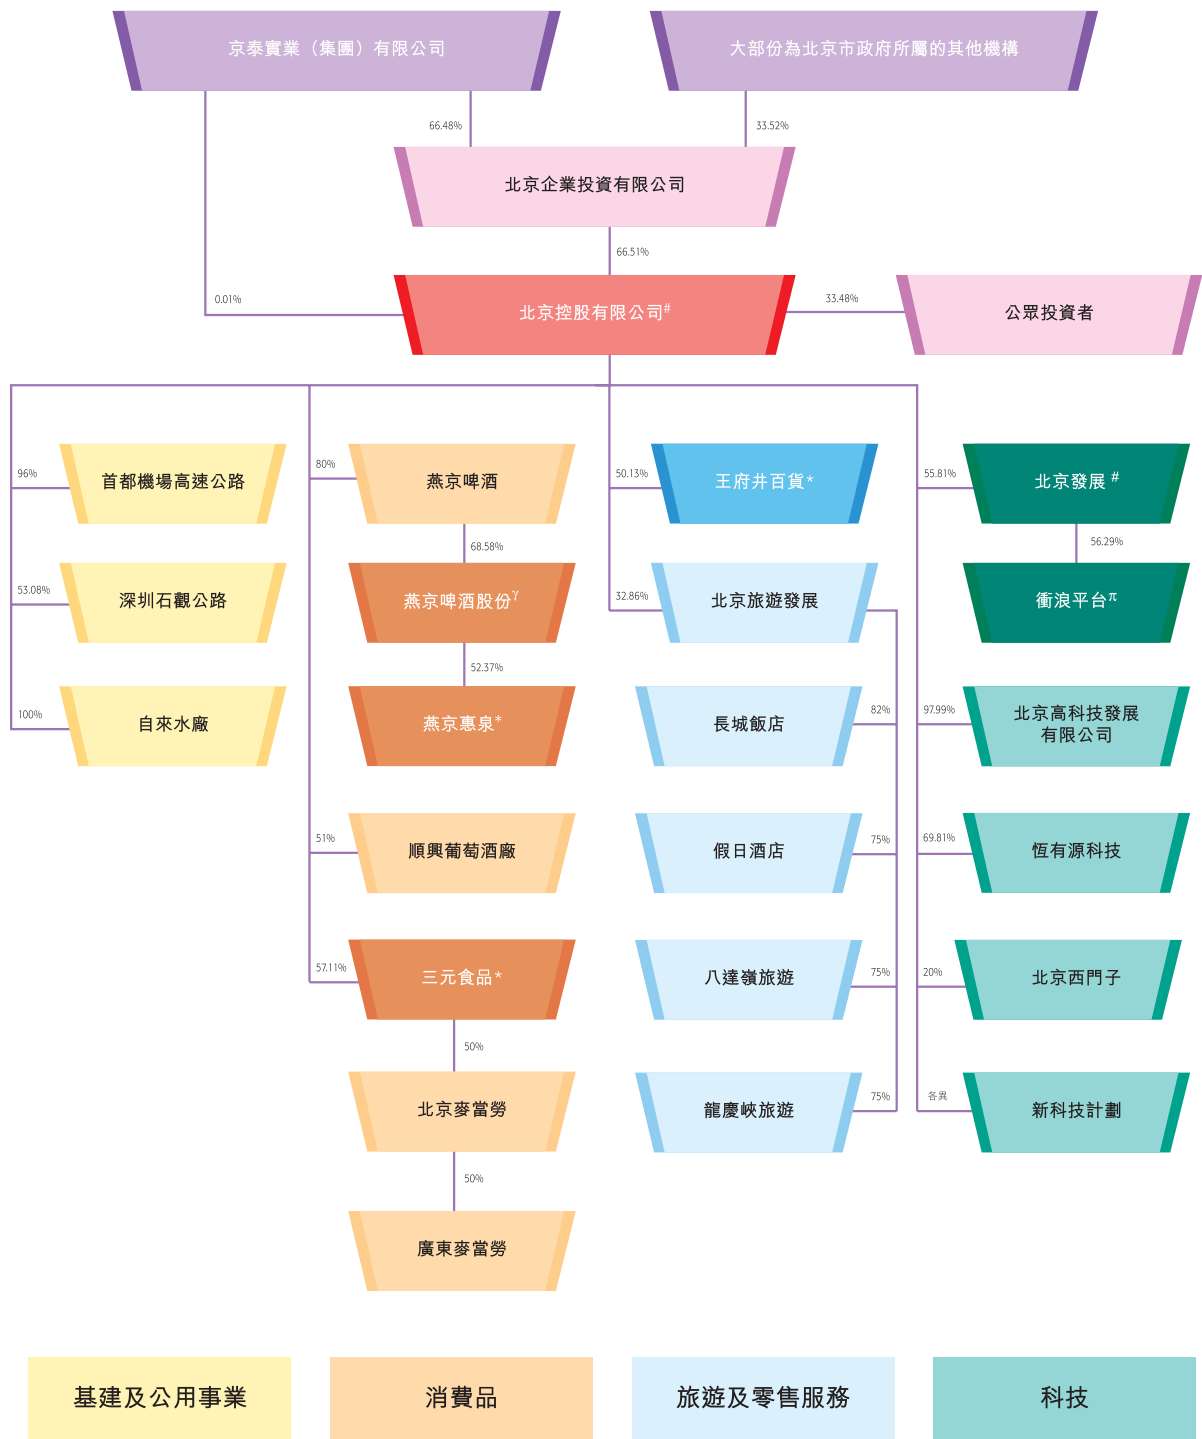 京泰實業（集團）有限公司
大部份為北京市政府所屬的其他機構
66.48%
33.52%
北京企業投資有限公司
66.51%
0.01%
北京控股有限公司#
33.48%
公眾投資者
96%
首都機場高速公路
53.08%
深圳石觀公路
100%
自來水廠
80%
燕京啤酒
68.58%
燕京啤酒股份γ
52.37%
燕京惠泉*
51%
順興葡萄酒廠
57.11%
三元食品*
50%
北京麥當勞
50%
廣東麥當勞
50.13%
王府井百貨*
32.86%
北京旅遊發展
82%
長城飯店
75%
假日酒店
75%
八達嶺旅遊
75%
龍慶峽旅遊
55.81%
北京發展 #
56.29%
衝浪平台π
97.99%
北京高科技發展
有限公司
69.81%
恆有源科技
20%
北京西門子
各異
新科技計劃
基建及公用事業
消費品
旅遊及零售服務
科技